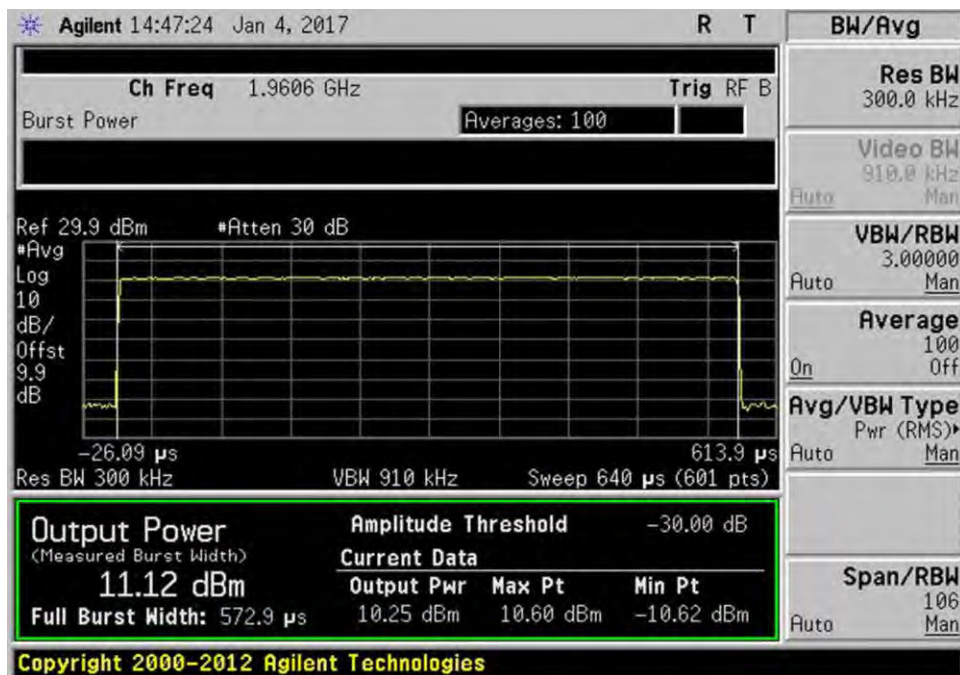 Agilent 14:47:24 Jan 4, 2017 R T
Ch Freq 1.9606 GHz Trig RF B
Burst Power Averages: 100
Ref 29.9 dBm #Atten 30 dB
#Avg
Log
10
dB/
Offst
9.9
dB
-26.09 µs 613.9 µs
Res BW 300 kHz VBW 910 kHz Sweep 640 µs (601 pts)
Output Power
(Measured Burst Width)
11.12 dBm
Full Burst Width: 572.9 µs
Amplitude Threshold -30.00 dB
Current Data
Output Pwr Max Pt Min Pt
10.25 dBm 10.60 dBm -10.62 dBm
BW/Avg
Res BW
300.0 kHz
Video BW
910.0 kHz
Auto Man
VBW/RBW
3.00000
Auto Man
Average
100
On Off
Avg/VBW Type
Pwr (RMS)
Auto Man
Span/RBW
106
Auto Man
Copyright 2000-2012 Agilent Technologies